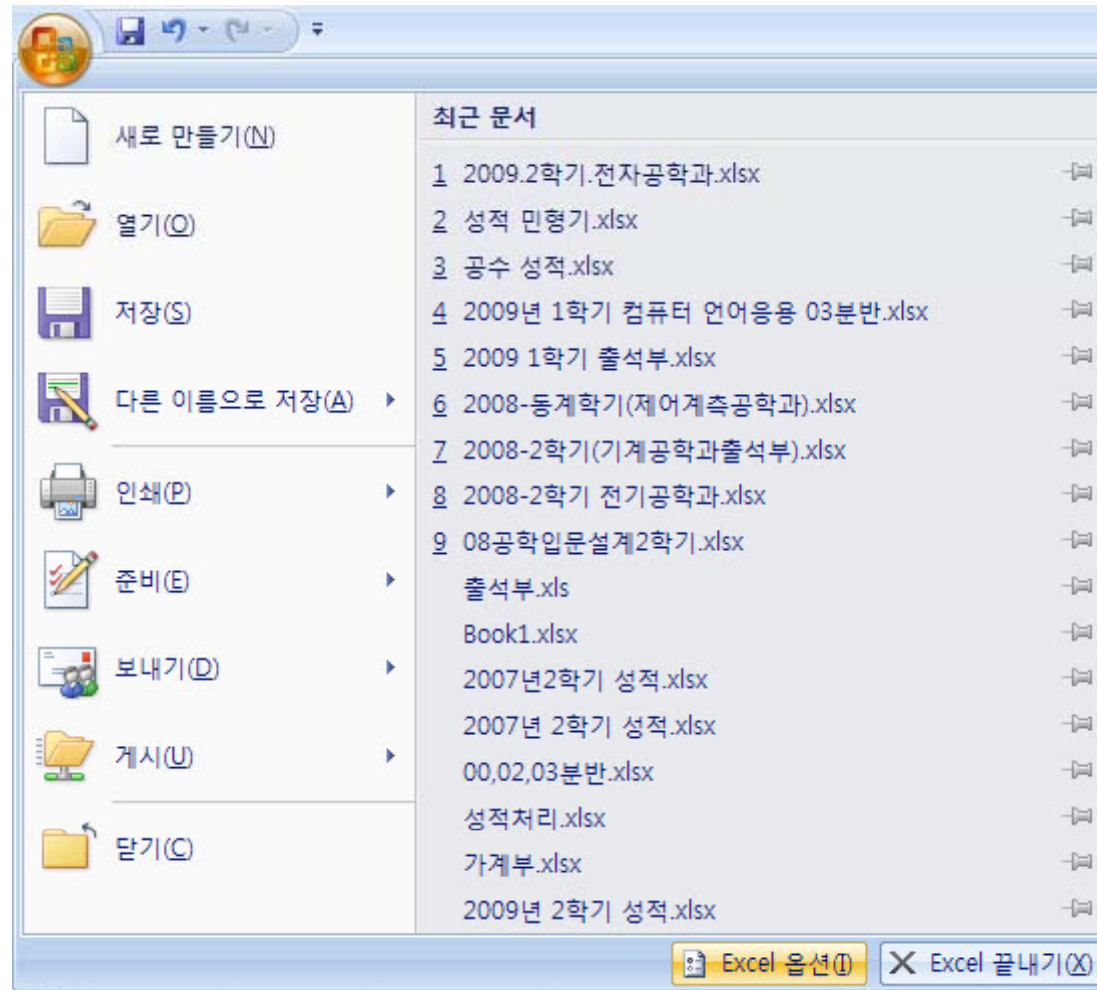 새로 만들기(N)
열기(O)
저장(S)
다른 이름으로 저장(A)
인쇄(P)
준비(E)
보내기(D)
게시(U)
닫기(C)
최근 문서
1 2009.2학기.전자공학과.xlsx
2 성적 민형기.xlsx
3 공수 성적.xlsx
4 2009년 1학기 컴퓨터 언어응용 03분반.xlsx
5 2009 1학기 출석부.xlsx
6 2008-동계학기(제어계측공학과).xlsx
7 2008-2학기(기계공학과출석부).xlsx
8 2008-2학기 전기공학과.xlsx
9 08공학입문설계2학기.xlsx
출석부.xls
Book1.xlsx
2007년2학기 성적.xlsx
2007년 2학기 성적.xlsx
00,02,03분반.xlsx
성적처리.xlsx
가계부.xlsx
2009년 2학기 성적.xlsx
Excel 옵션(I)
Excel 끝내기(X)